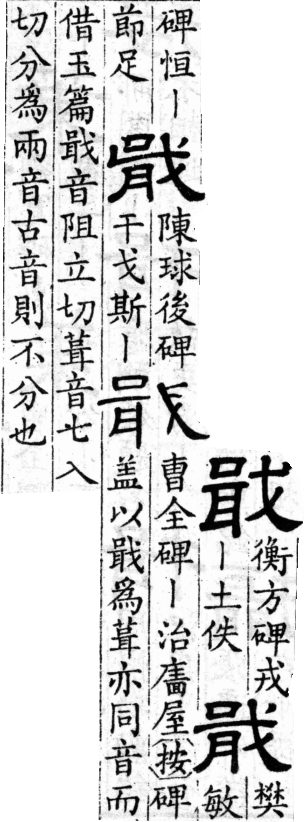 戢
衡方碑戎
丨土佚
戢
樊
敏
碑恒丨
節足
戢
陳球後碑
干戈斯丨
戢
曹全碑丨治廧屋按碑
盖以戢爲葺亦同音而
借玉篇戢音阻立切葺音七入
切分爲兩音古音則不分也